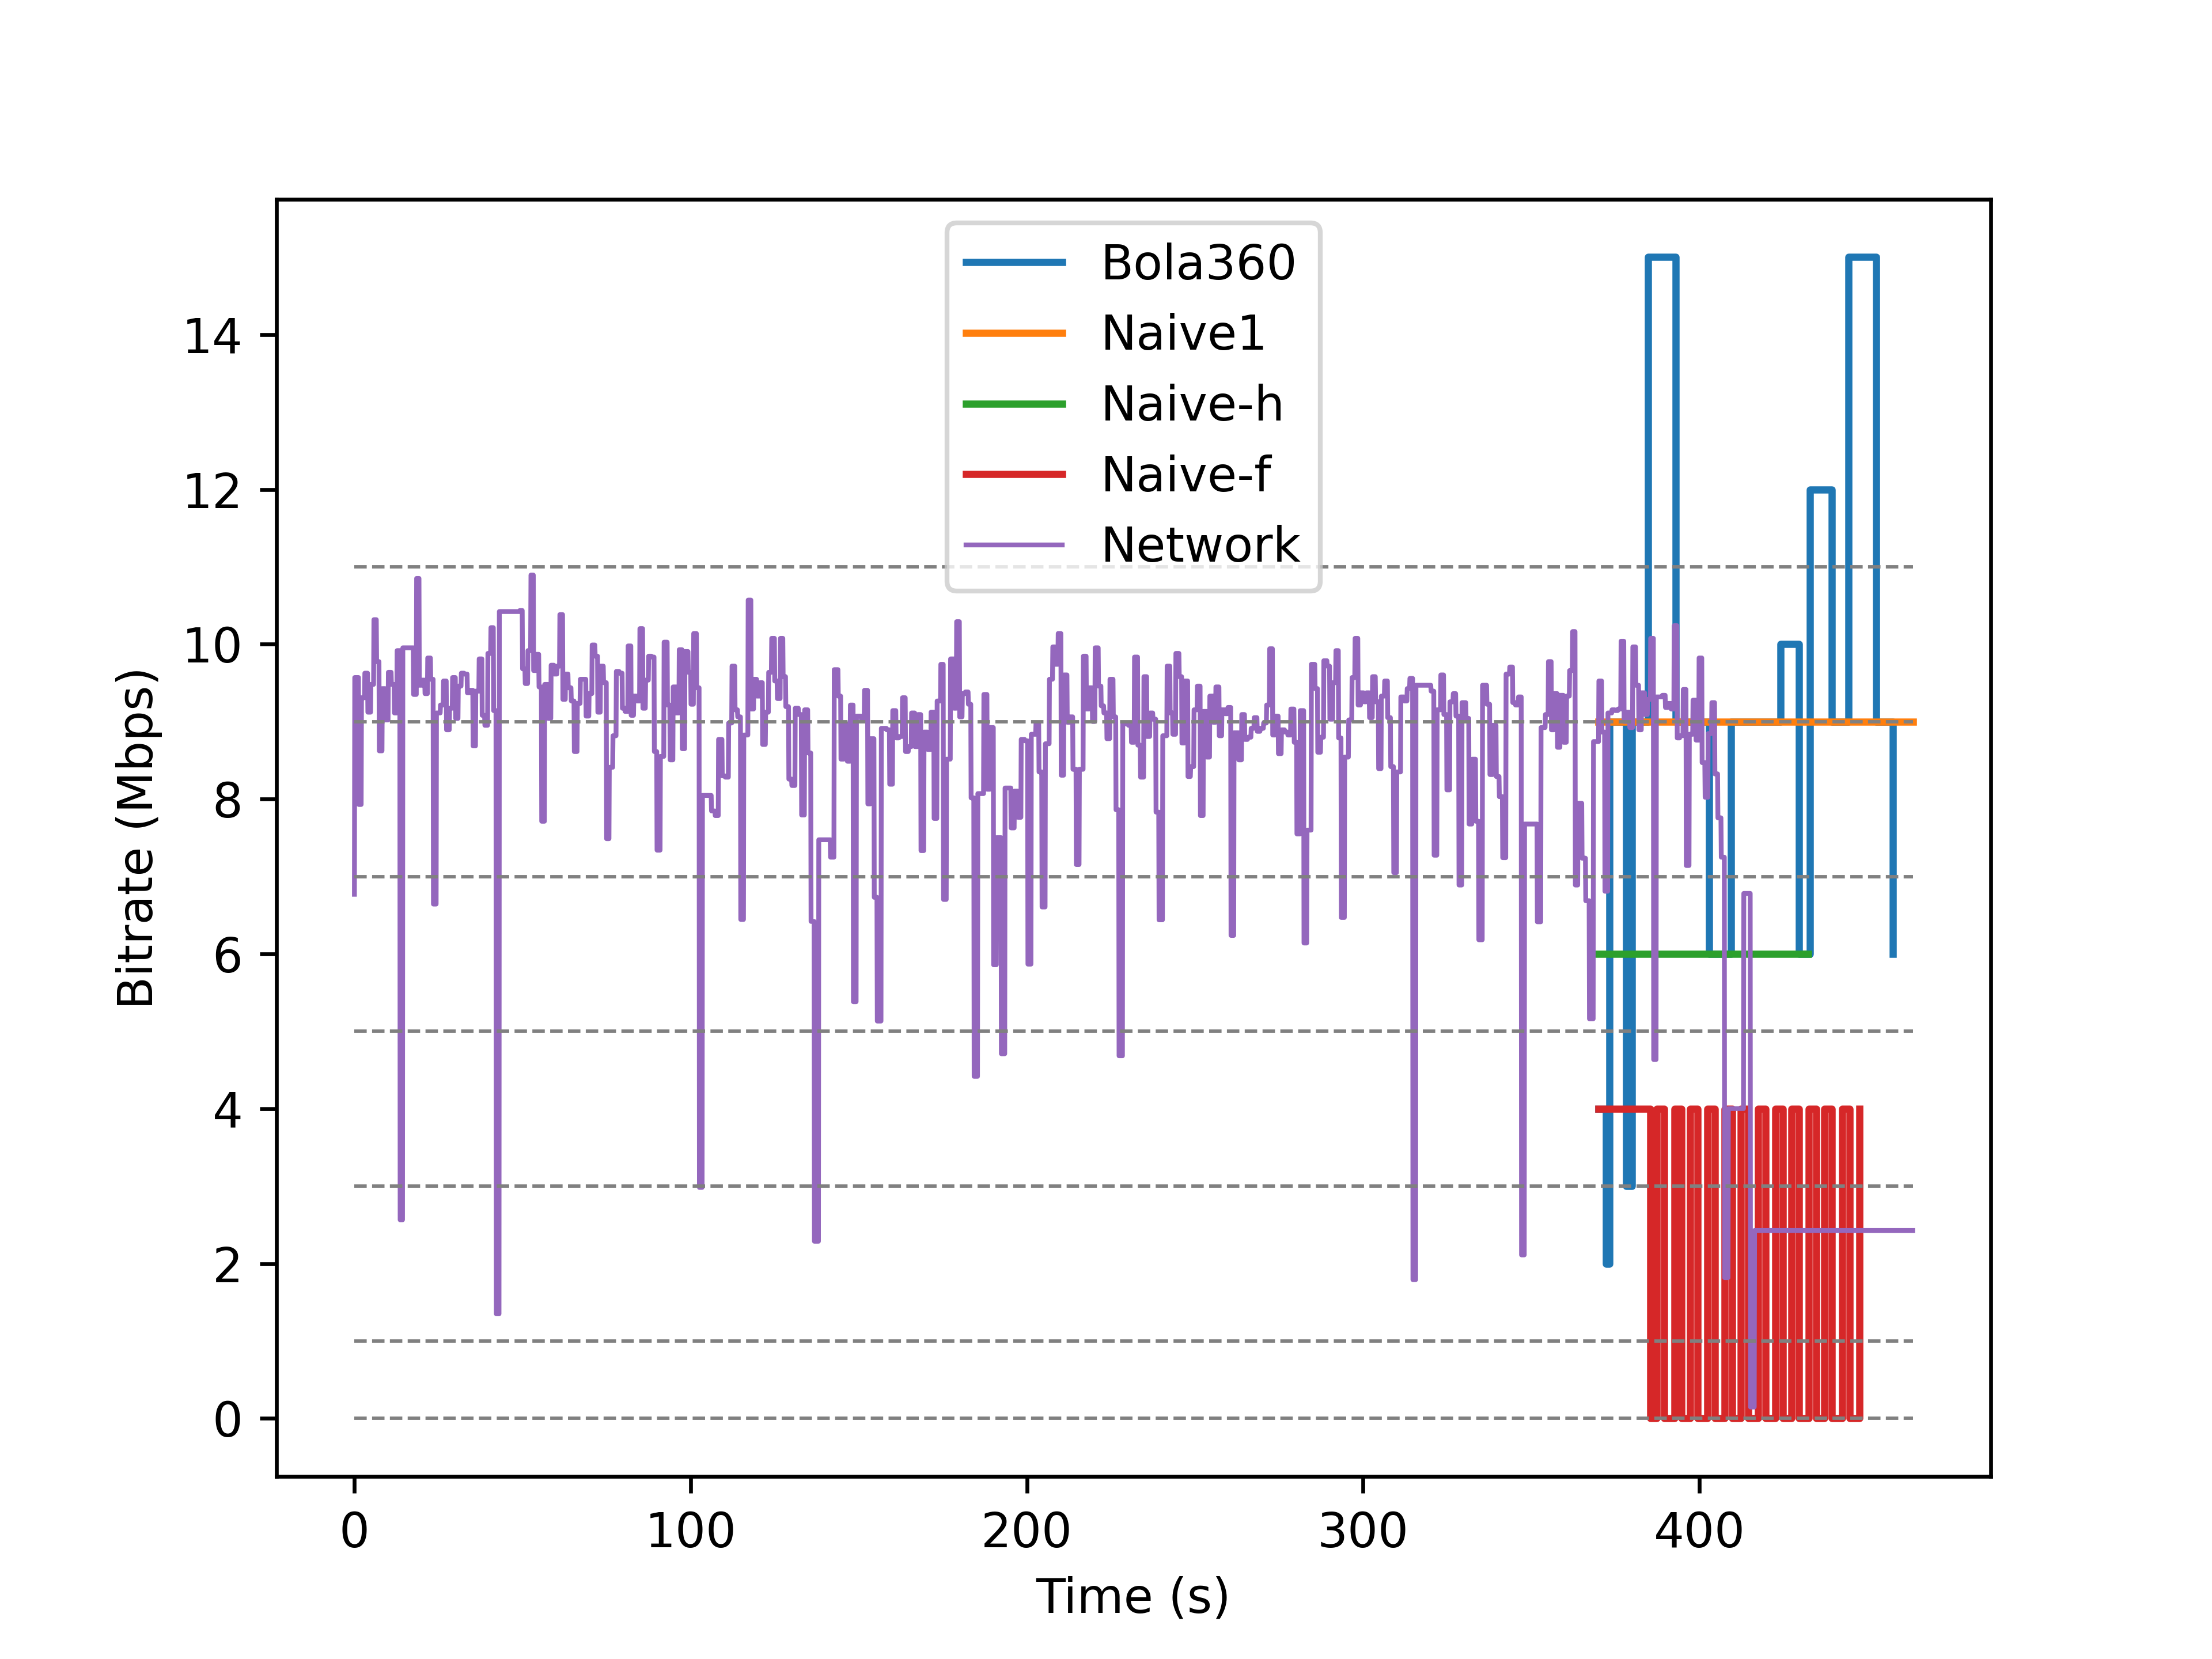 Bola360
Naive1
Naive-h
Naive-f
Network
14
12
10
8
6
4
2
0
Bitrate (Mbps)
0 100 200 300 400
Time (s)